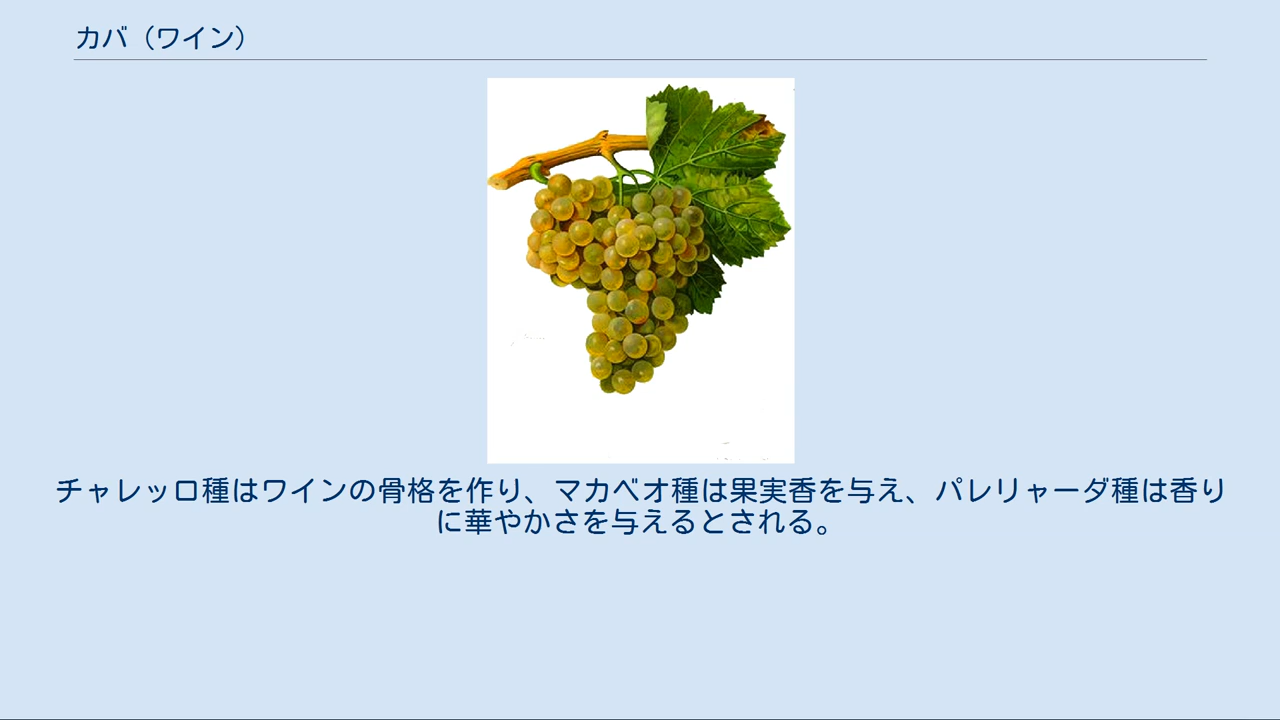 カバ（ワイン）
チャレッロ種はワインの骨格を作り、マカベオ種は果実香を与え、パレリャーダ種は香り
に華やかさを与えるとされる。